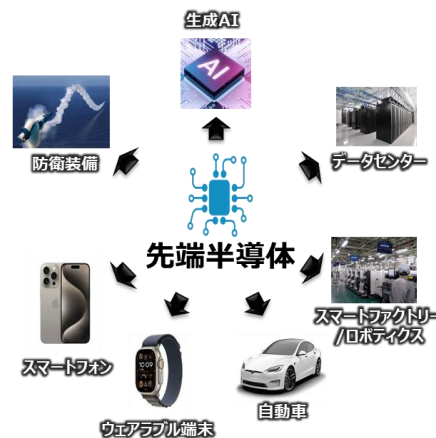 生成AI
AI
防衛装備
データセンター
先端半導体
スマートファクトリー
/ロボティクス
スマートフォン
自動車
ウェアラブル端末